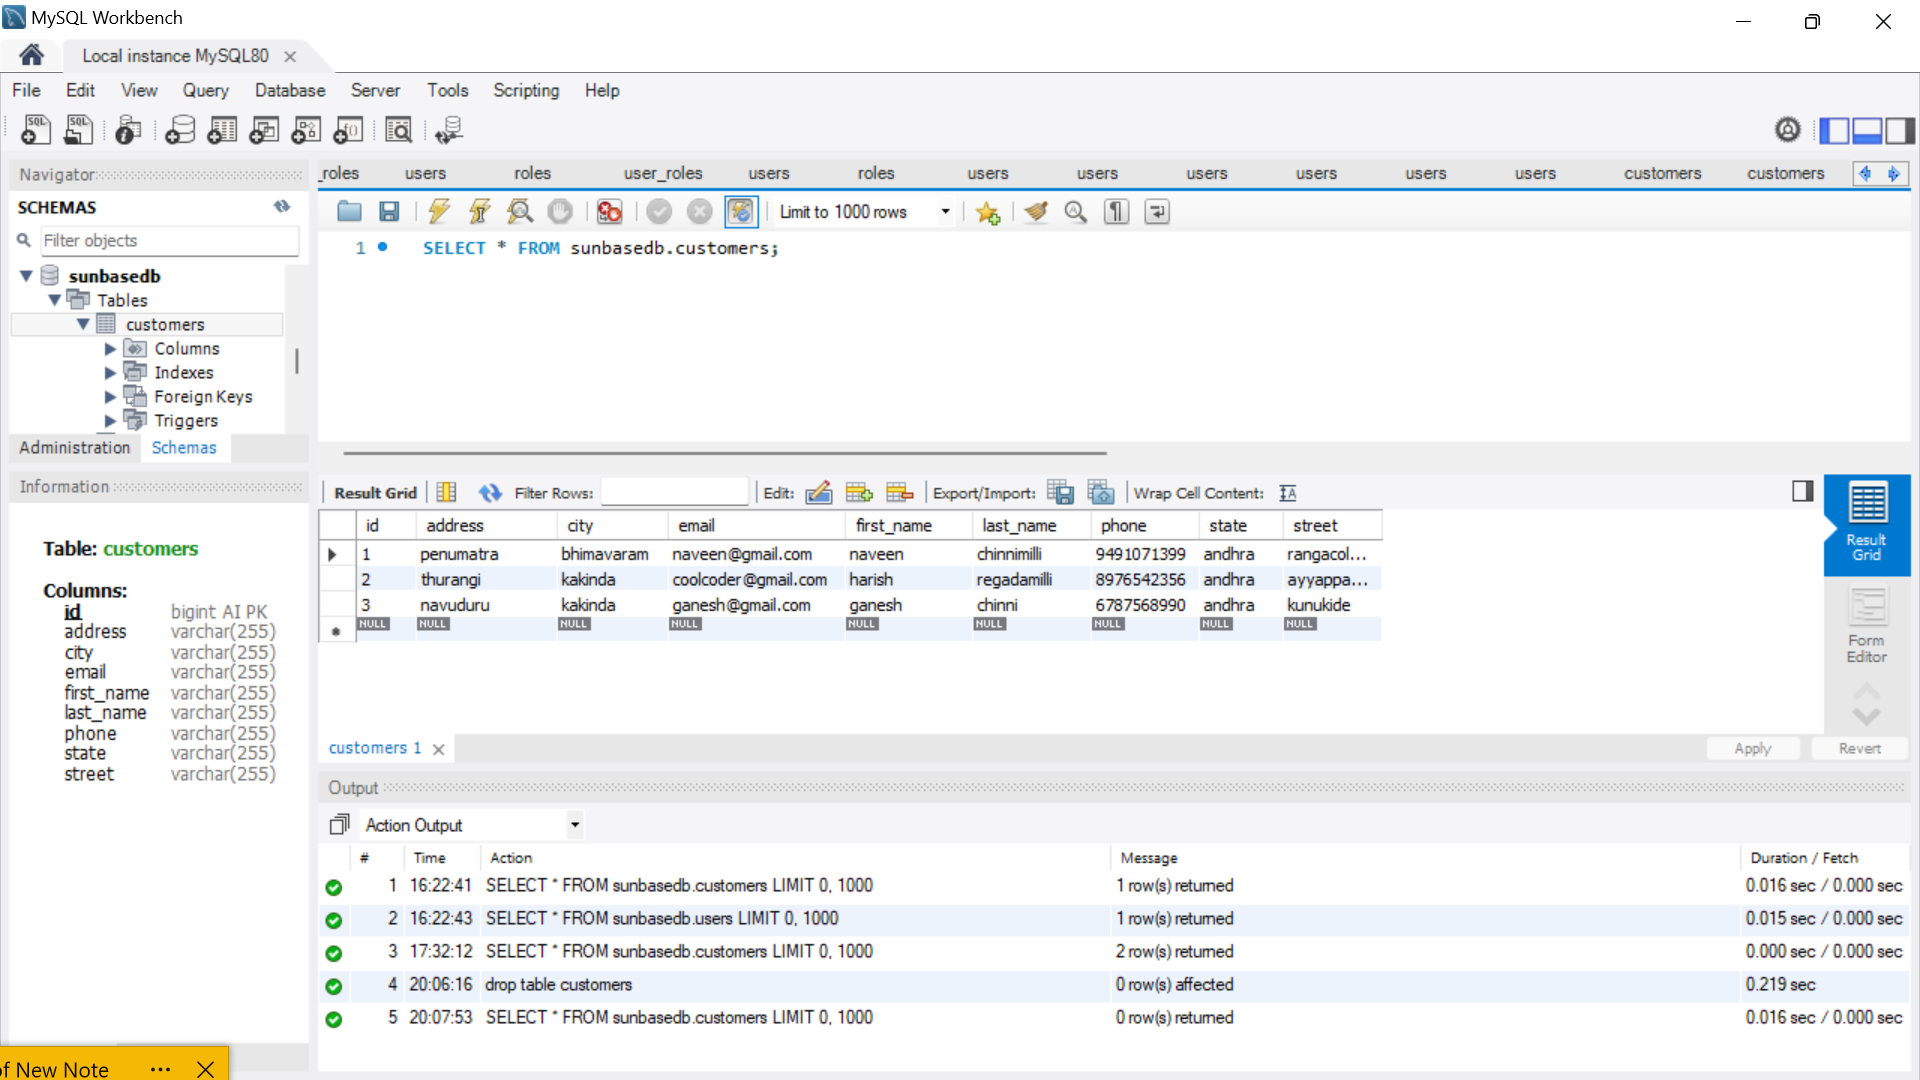 MySQL Workbench
Local instance MySQL80
File Edit View Query Database Server Tools Scripting Help
Navigator
SCHEMAS
Filter objects
sunbasedb
Tables
customers
Columns
Indexes
Foreign Keys
Triggers
Administration Schemas
Information
Table: customers
Columns:
id bigint AI PK
address varchar(255)
city varchar(255)
email varchar(255)
first_name varchar(255)
last_name varchar(255)
phone varchar(255)
state varchar(255)
street varchar(255)
_roles users roles user_roles users roles users users users users users users customers customers
Limit to 1000 rows
1 SELECT * FROM sunbasedb.customers;
Result Grid Filter Rows: Edit: Export/Import: Wrap Cell Content:
id address city email first_name last_name phone state street
1 penumatra bhimavaram naveen@gmail.com naveen chinnimilli 9491071399 andhra rangacol...
2 thurangi kakinda coolcoder@gmail.com harish regadamilli 8976542356 andhra ayyappa...
3 navuduru kakinda ganesh@gmail.com ganesh chinni 6787568990 andhra kunukide
NULL NULL NULL NULL NULL NULL NULL NULL NULL
Result
Grid
Form
Editor
customers 1
Apply Revert
Output
Action Output
# Time Action Message Duration / Fetch
1 16:22:41 SELECT * FROM sunbasedb.customers LIMIT 0, 1000 1 row(s) returned 0.016 sec / 0.000 sec
2 16:22:43 SELECT * FROM sunbasedb.users LIMIT 0, 1000 1 row(s) returned 0.015 sec / 0.000 sec
3 17:32:12 SELECT * FROM sunbasedb.customers LIMIT 0, 1000 2 row(s) returned 0.000 sec / 0.000 sec
4 20:06:16 drop table customers 0 row(s) affected 0.219 sec
5 20:07:53 SELECT * FROM sunbasedb.customers LIMIT 0, 1000 0 row(s) returned 0.016 sec / 0.000 sec
of New Note